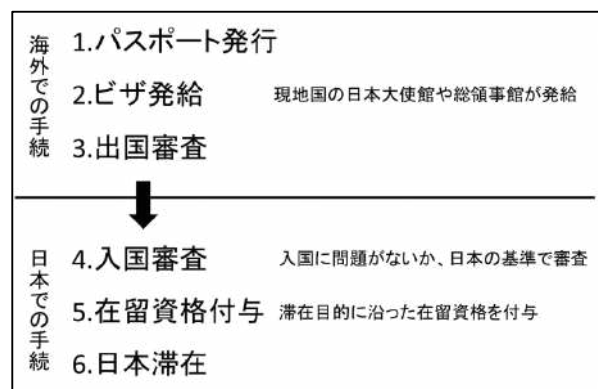 海外での手続
1.パスポート発行
2.ビザ発給 現地国の日本大使館や総領事館が発給
3.出国審査
日本での手続
4.入国審査 入国に問題がないか、日本の基準で審査
5.在留資格付与 滞在目的に沿った在留資格を付与
6.日本滞在